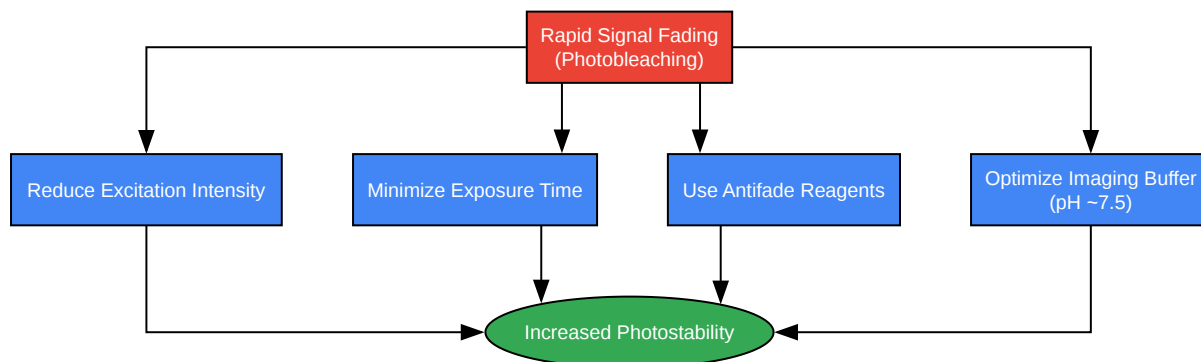 Rapid Signal Fading
(Photobleaching)
Reduce Excitation Intensity
Minimize Exposure Time
Use Antifade Reagents
Optimize Imaging Buffer
(pH ~7.5)
Increased Photostability